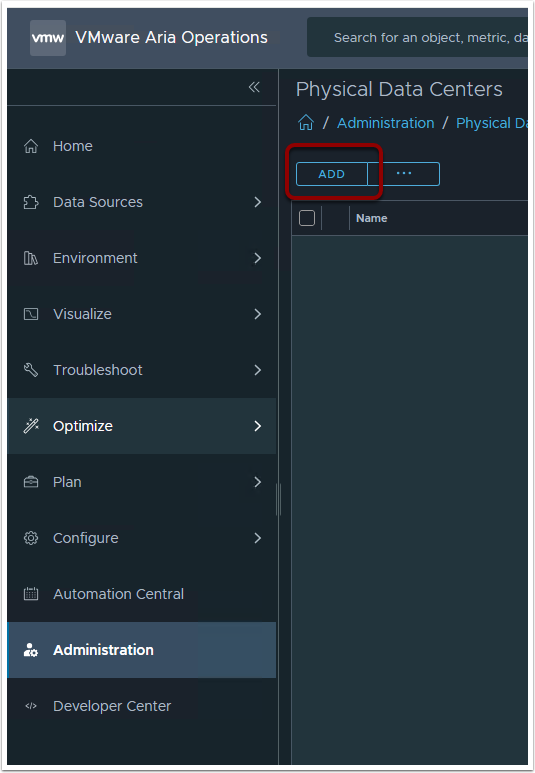 vmw VMware Aria Operations
Search for an object, metric, da
Physical Data Centers
/ Administration / Physical Da
ADD ...
Name
Home
Data Sources
Environment
Visualize
Troubleshoot
Optimize
Plan
Configure
Automation Central
Administration
Developer Center